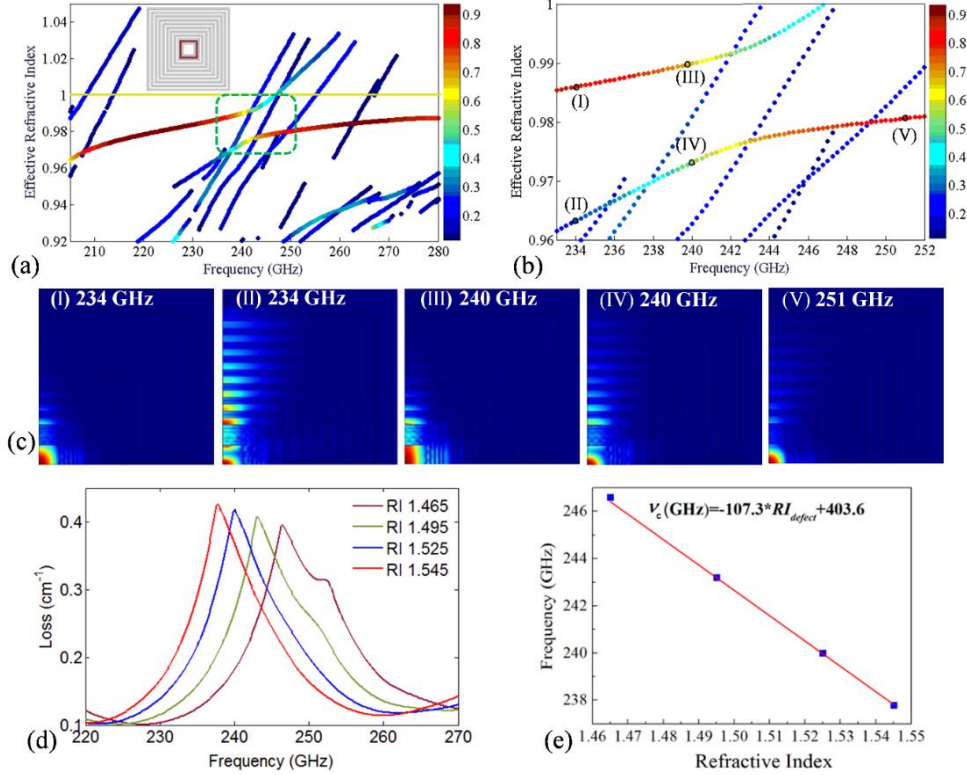 Effective Refractive Index
1.04
1.02
1
0.98
0.96
0.94
0.92
210 220 230 240 250 260 270 280
Frequency (GHz)
0.9
0.8
0.7
0.6
0.5
0.4
0.3
0.2
(a)
Effective Refractive Index
1
0.99
0.98
0.97
0.96
234 236 238 240 242 244 246 248 250 252
Frequency (GHz)
(I)
(II)
(III)
(IV)
(V)
0.9
0.8
0.7
0.6
0.5
0.4
0.3
0.2
(b)
(I) 234 GHz
(II) 234 GHz
(III) 240 GHz
(IV) 240 GHz
(V) 251 GHz
(c)
Loss (cm⁻¹)
0.4
0.3
0.2
0.1
220 230 240 250 260 270
Frequency (GHz)
RI 1.465
RI 1.495
RI 1.525
RI 1.545
(d)
Frequency (GHz)
246
244
242
240
238
1.46 1.47 1.48 1.49 1.50 1.51 1.52 1.53 1.54 1.55
Refractive Index
ν_c (GHz)=-107.3*RI_defect+403.6
(e)